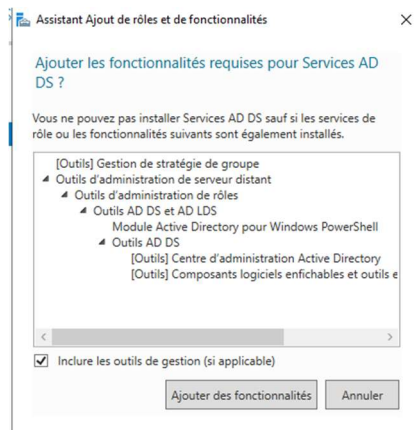 Assistant Ajout de rôles et de fonctionnalités
Ajouter les fonctionnalités requises pour Services AD
DS ?
Vous ne pouvez pas installer Services AD DS sauf si les services de
rôle ou les fonctionnalités suivants sont également installés.
[Outils] Gestion de stratégie de groupe
Outils d'administration de serveur distant
Outils d'administration de rôles
Outils AD DS et AD LDS
Module Active Directory pour Windows PowerShell
Outils AD DS
[Outils] Centre d'administration Active Directory
[Outils] Composants logiciels enfichables et outils e
Inclure les outils de gestion (si applicable)
Ajouter des fonctionnalités Annuler